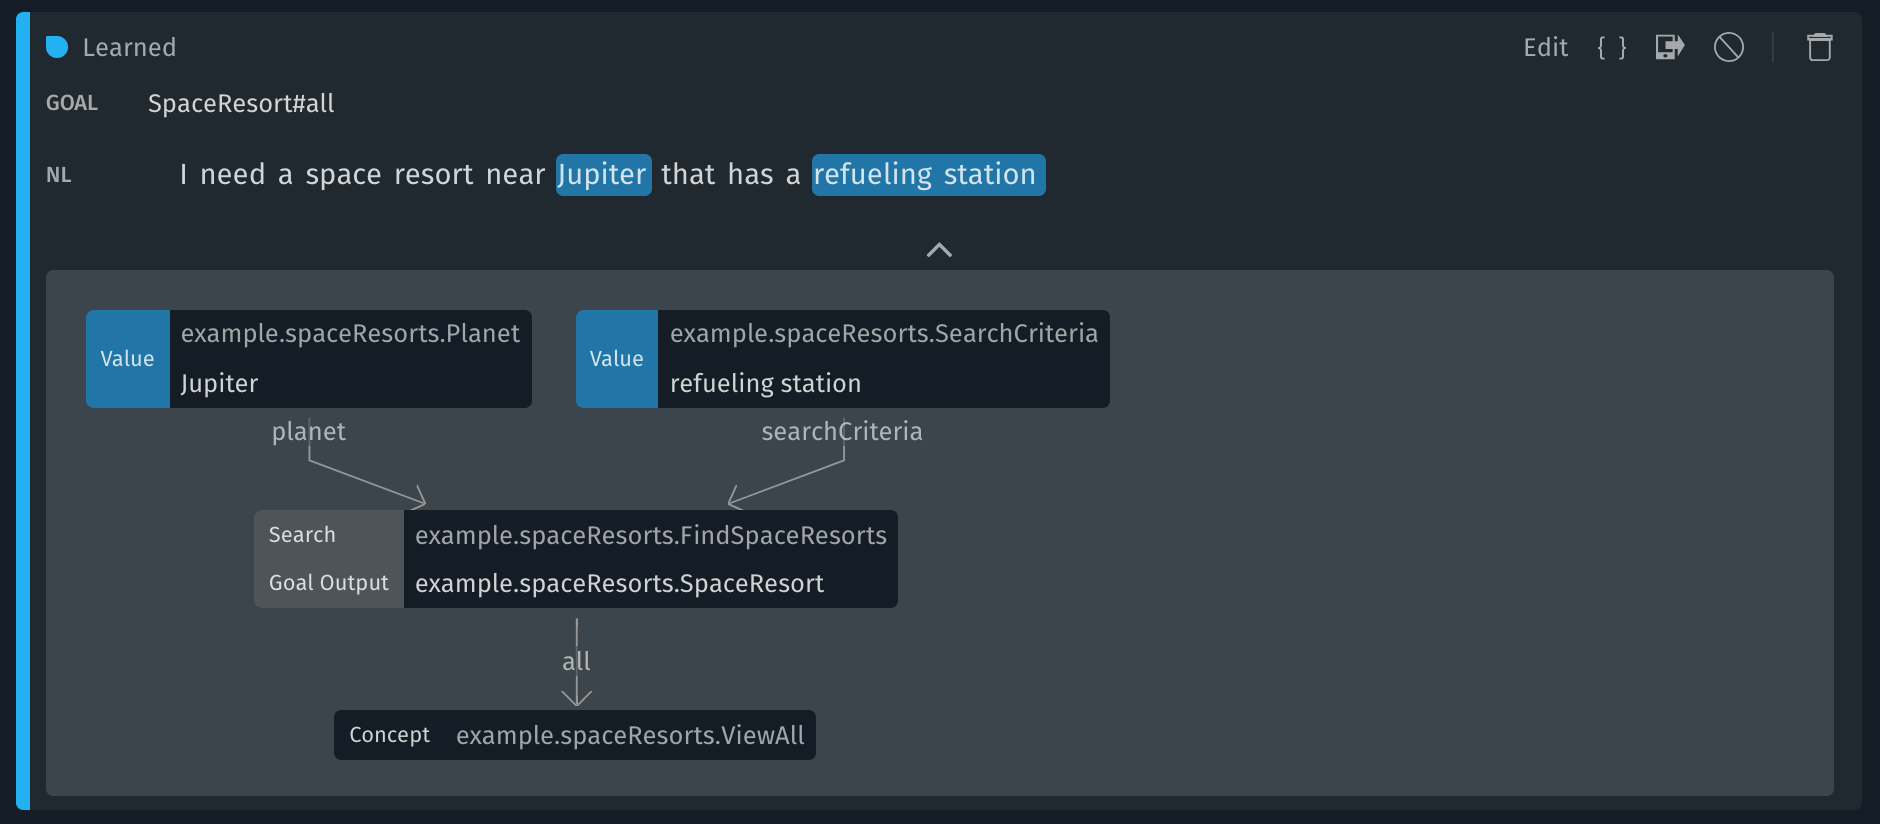 Learned
Edit { }
GOAL SpaceResort#all
NL I need a space resort near Jupiter that has a refueling station
Value
example.spaceResorts.Planet
Jupiter
Value
example.spaceResorts.SearchCriteria
refueling station
planet
searchCriteria
Search example.spaceResorts.FindSpaceResorts
Goal Output example.spaceResorts.SpaceResort
all
Concept example.spaceResorts.ViewAll